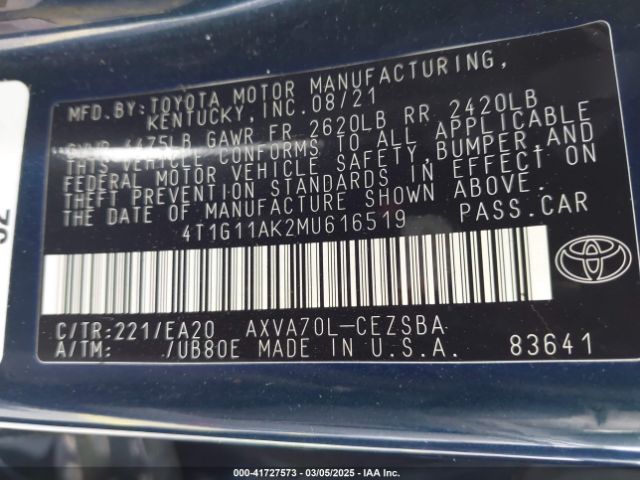 MFD.BY:TOYOTA MOTOR MANUFACTURING,
KENTUCKY, INC. 08/21
GVWR 4475LB GAWR FR 2620LB RR 2420LB
THIS VEHICLE CONFORMS TO ALL APPLICABLE
FEDERAL MOTOR VEHICLE SAFETY, BUMPER, AND
THEFT PREVENTION STANDARDS IN EFFECT ON
THE DATE OF MANUFACTURE SHOWN ABOVE.
4T1G11AK2MU616519 PASS.CAR
C/TR:221/EA20 AXVA70L-CEZSBA
A/TM: /UB80E MADE IN U.S.A. 83641
000-41727573 — 03/05/2025 — IAA Inc.